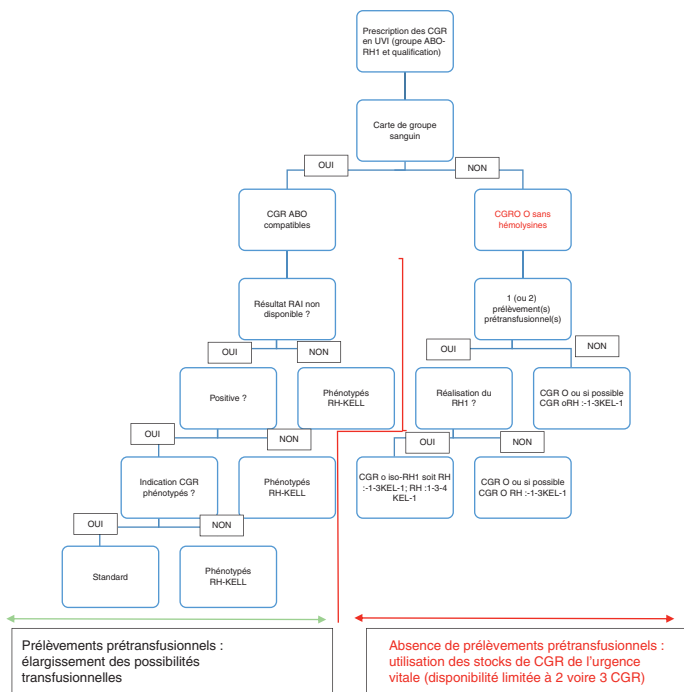 Prescription des CGR
en UVI (groupe ABO-
RH1 et qualification)
Carte de groupe
sanguin
OUI
NON
CGR ABO
compatibles
CGRO O sans
hémolysines
Résultat RAI non
disponible ?
1 (ou 2)
prélèvement(s)
prétransfusionnel(s)
OUI
NON
OUI
NON
Positive ?
Phénotypés
RH-KELL
Réalisation du
RH1 ?
CGR O ou si possible
CGR oRH :-1-3KEL-1
OUI
NON
OUI
NON
Indication CGR
phénotypés ?
Phénotypés
RH-KELL
CGR o iso-RH1 soit RH
:-1-3KEL-1; RH :1-3-4
KEL-1
CGR O ou si possible
CGR O RH :-1-3KEL-1
OUI
NON
Standard
Phénotypés
RH-KELL
Prélèvements prétransfusionnels :
élargissement des possibilités
transfusionnelles
Absence de prélèvements prétransfusionnels :
utilisation des stocks de CGR de l'urgence
vitale (disponibilité limitée à 2 voire 3 CGR)